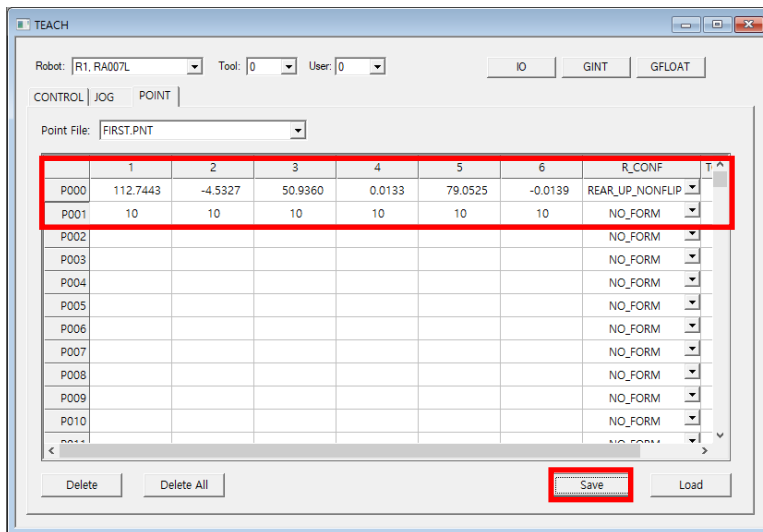 TEACH
Robot: R1, RA007L Tool: 0 User: 0 IO GINT GFLOAT
CONTROL JOG POINT
Point File: FIRST.PNT
1 2 3 4 5 6 R_CONF
P000 112.7443 -4.5327 50.9360 0.0133 79.0525 -0.0139 REAR_UP_NONFLIP
P001 10 10 10 10 10 10 NO_FORM
P002 NO_FORM
P003 NO_FORM
P004 NO_FORM
P005 NO_FORM
P006 NO_FORM
P007 NO_FORM
P008 NO_FORM
P009 NO_FORM
P010 NO_FORM
Delete Delete All Save Load